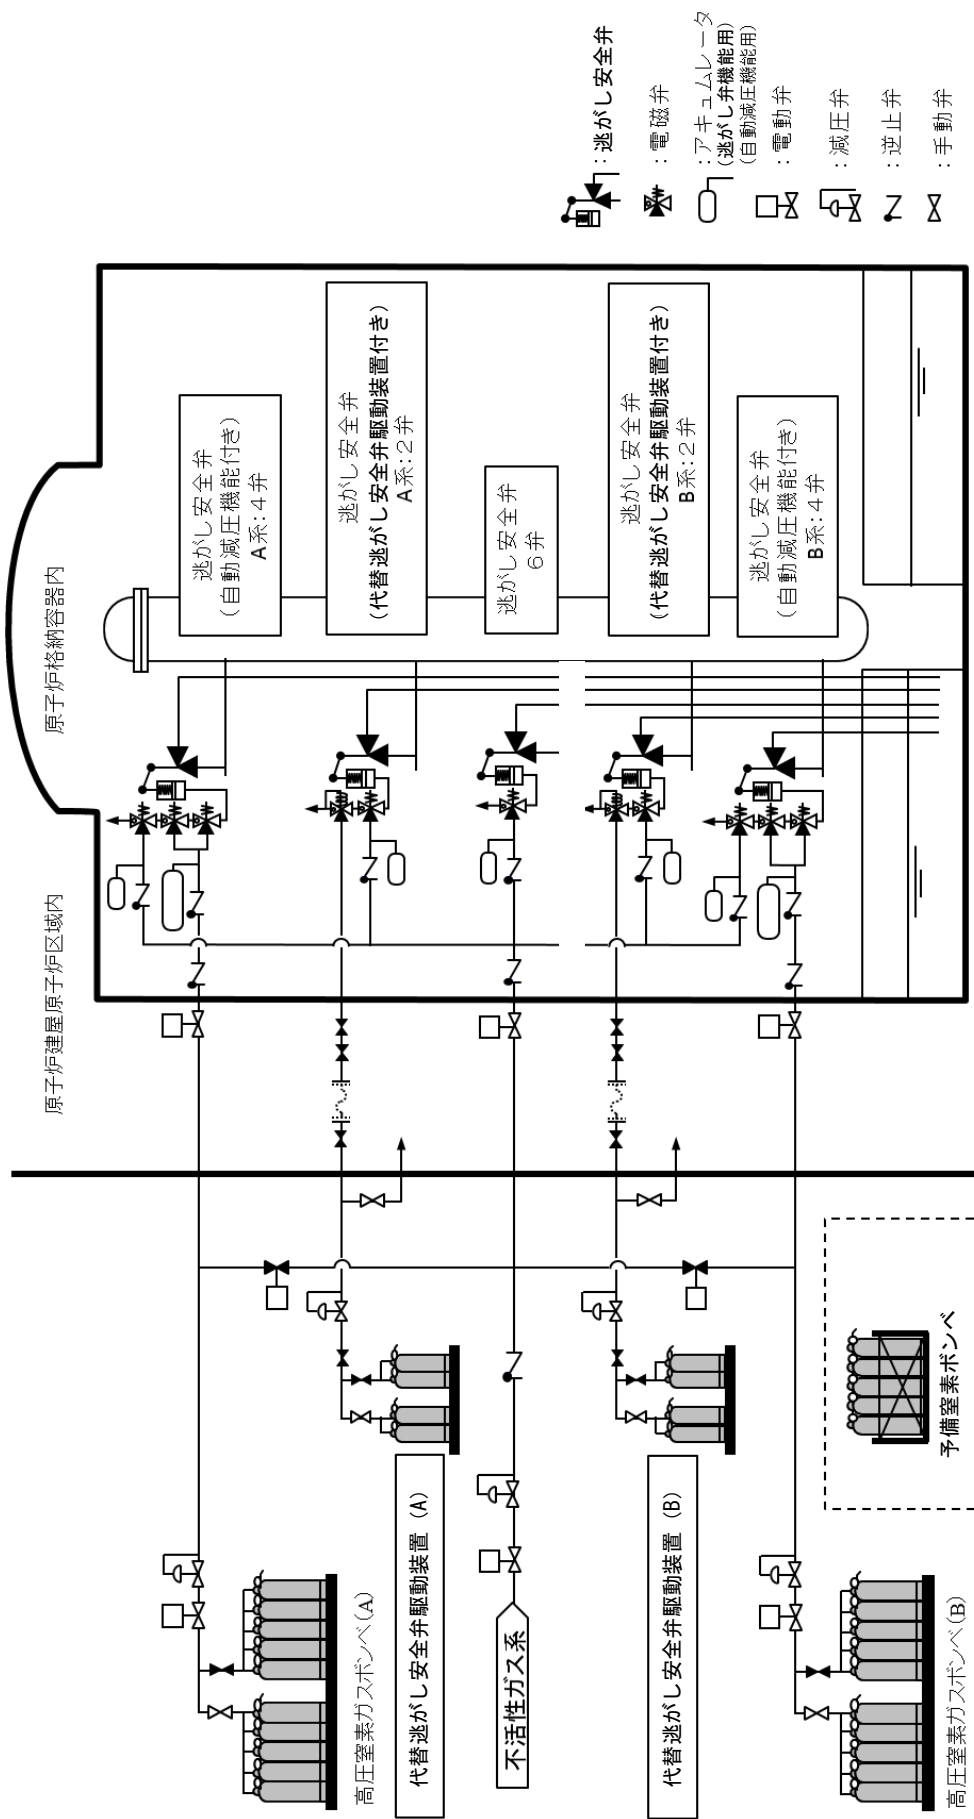 原子炉建屋原子炉区域内
原子炉格納容器内
逃がし安全弁
(自動減圧機能付き)
A系:4弁
逃がし安全弁
(代替逃がし安全弁駆動装置付き)
A系:2弁
逃がし安全弁
6弁
逃がし安全弁
(代替逃がし安全弁駆動装置付き)
B系:2弁
逃がし安全弁
(自動減圧機能付き)
B系:4弁
高圧窒素ガスボンベ(A)
代替逃がし安全弁駆動装置 (A)
不活性ガス系
代替逃がし安全弁駆動装置 (B)
高圧窒素ガスボンベ(B)
予備窒素ボンベ
:逃がし安全弁
:電磁弁
:アキュムレータ
(逃がし弁機能用)
(自動減圧機能用)
:電動弁
:減圧弁
:逆止弁
:手動弁